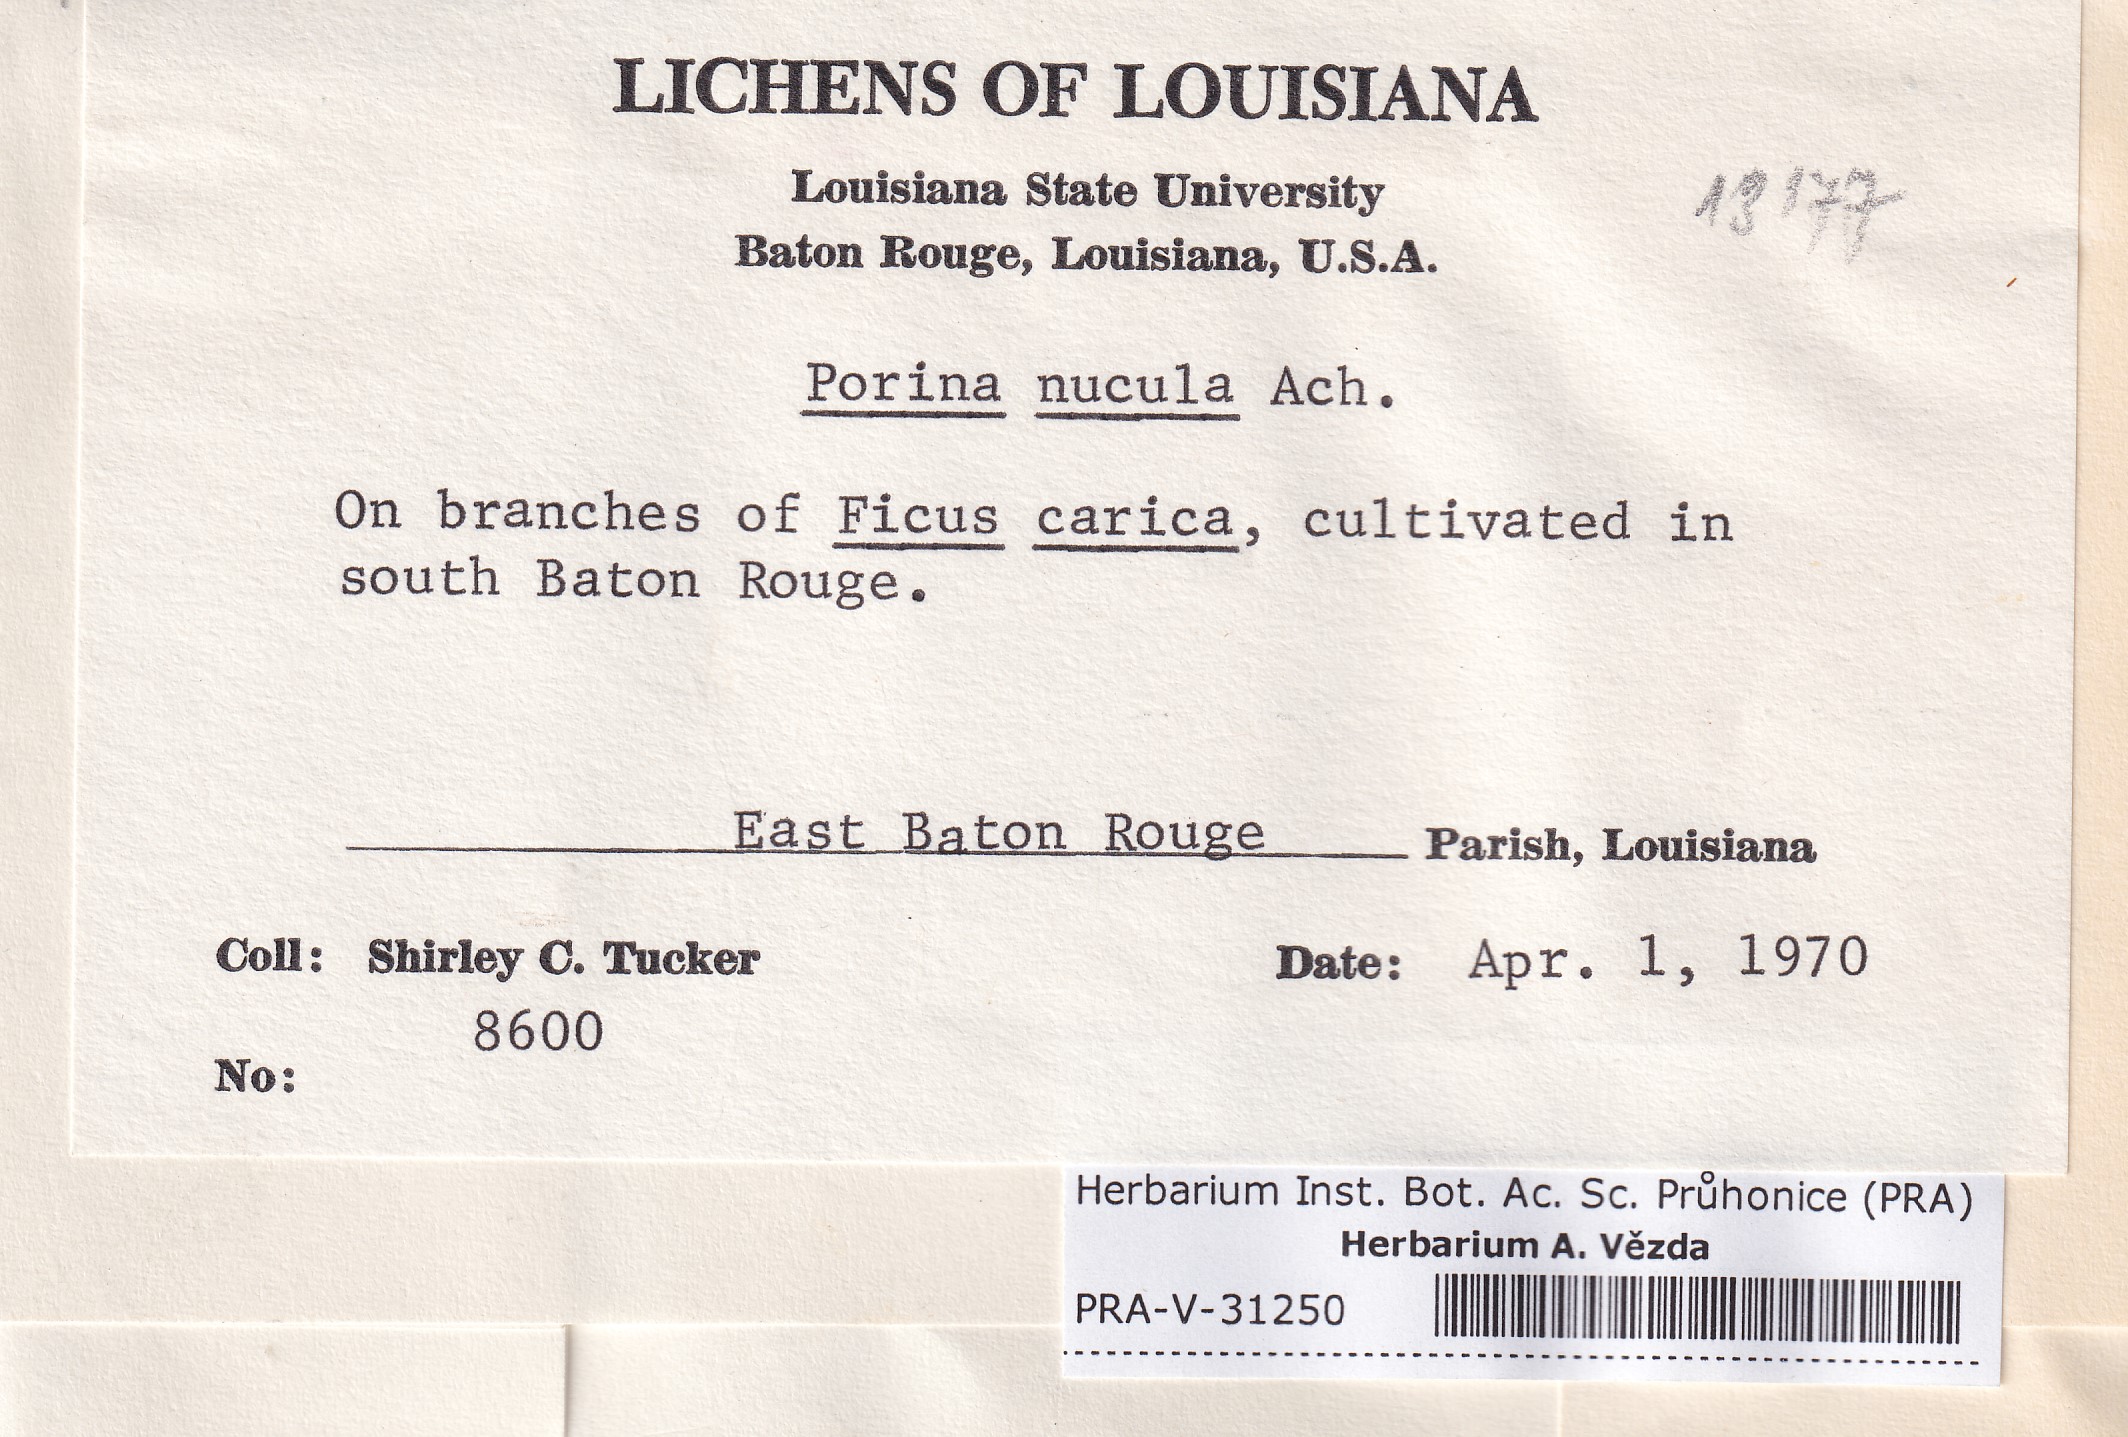 LICHENS OF LOUISIANA
Louisiana State University
Baton Rouge, Louisiana, U.S.A.
13177
Porina nucula Ach.
On branches of Ficus carica, cultivated in
south Baton Rouge.
East Baton Rouge Parish, Louisiana
Coll: Shirley C. Tucker Date: Apr. 1, 1970
8600
No:
Herbarium Inst. Bot. Ac. Sc. Průhonice (PRA)
Herbarium A. Vězda
PRA-V-31250